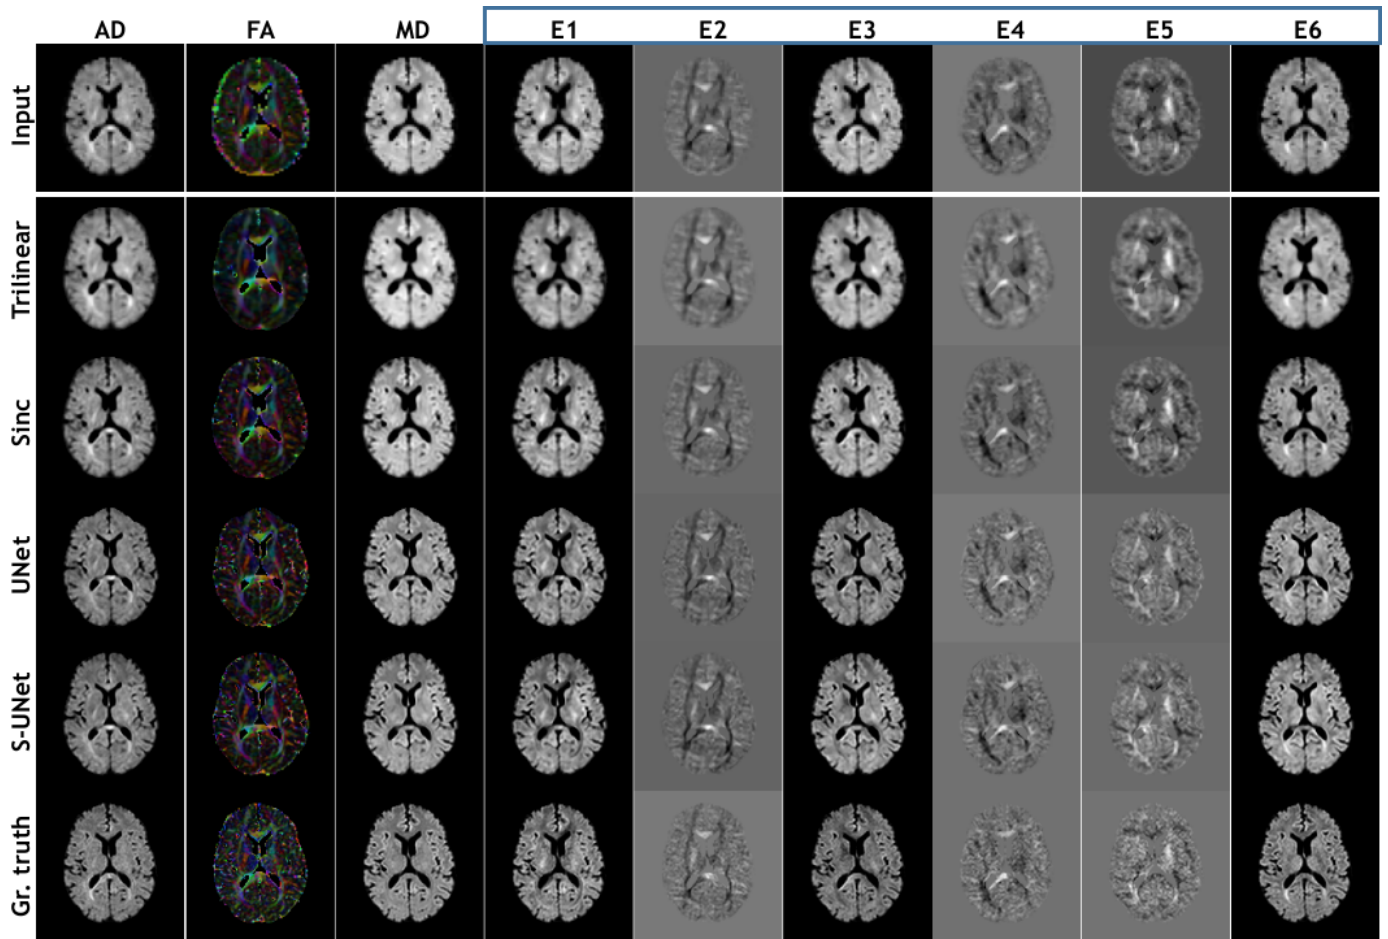 AD FA MD E1 E2 E3 E4 E5 E6
Input
Trilinear
Sinc
UNet
S-UNet
Gr. truth